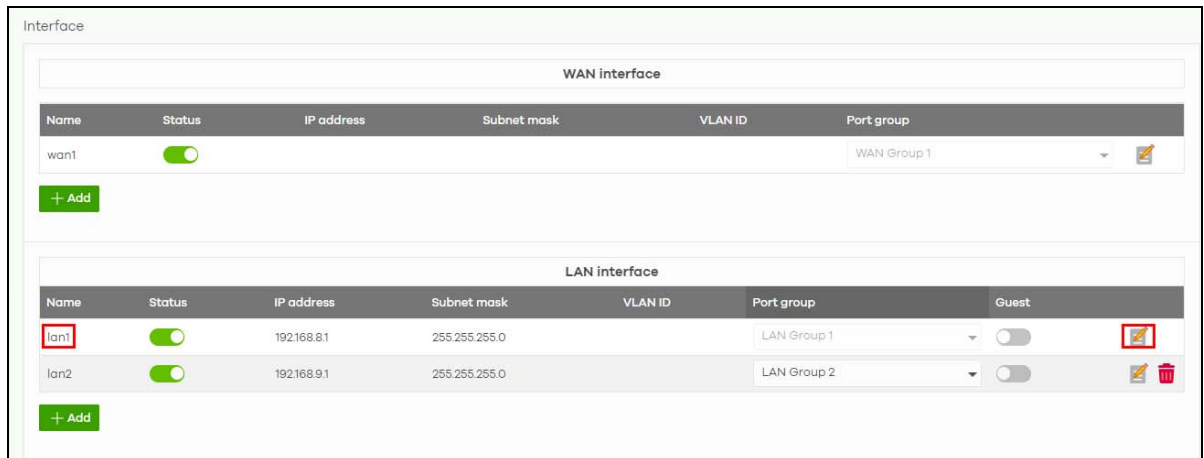 Interface
WAN interface
Name Status IP address Subnet mask VLAN ID Port group
wan1 WAN Group 1
+ Add
LAN interface
Name Status IP address Subnet mask VLAN ID Port group Guest
lan1 192.168.8.1 255.255.255.0 LAN Group 1
lan2 192.168.9.1 255.255.255.0 LAN Group 2
+ Add